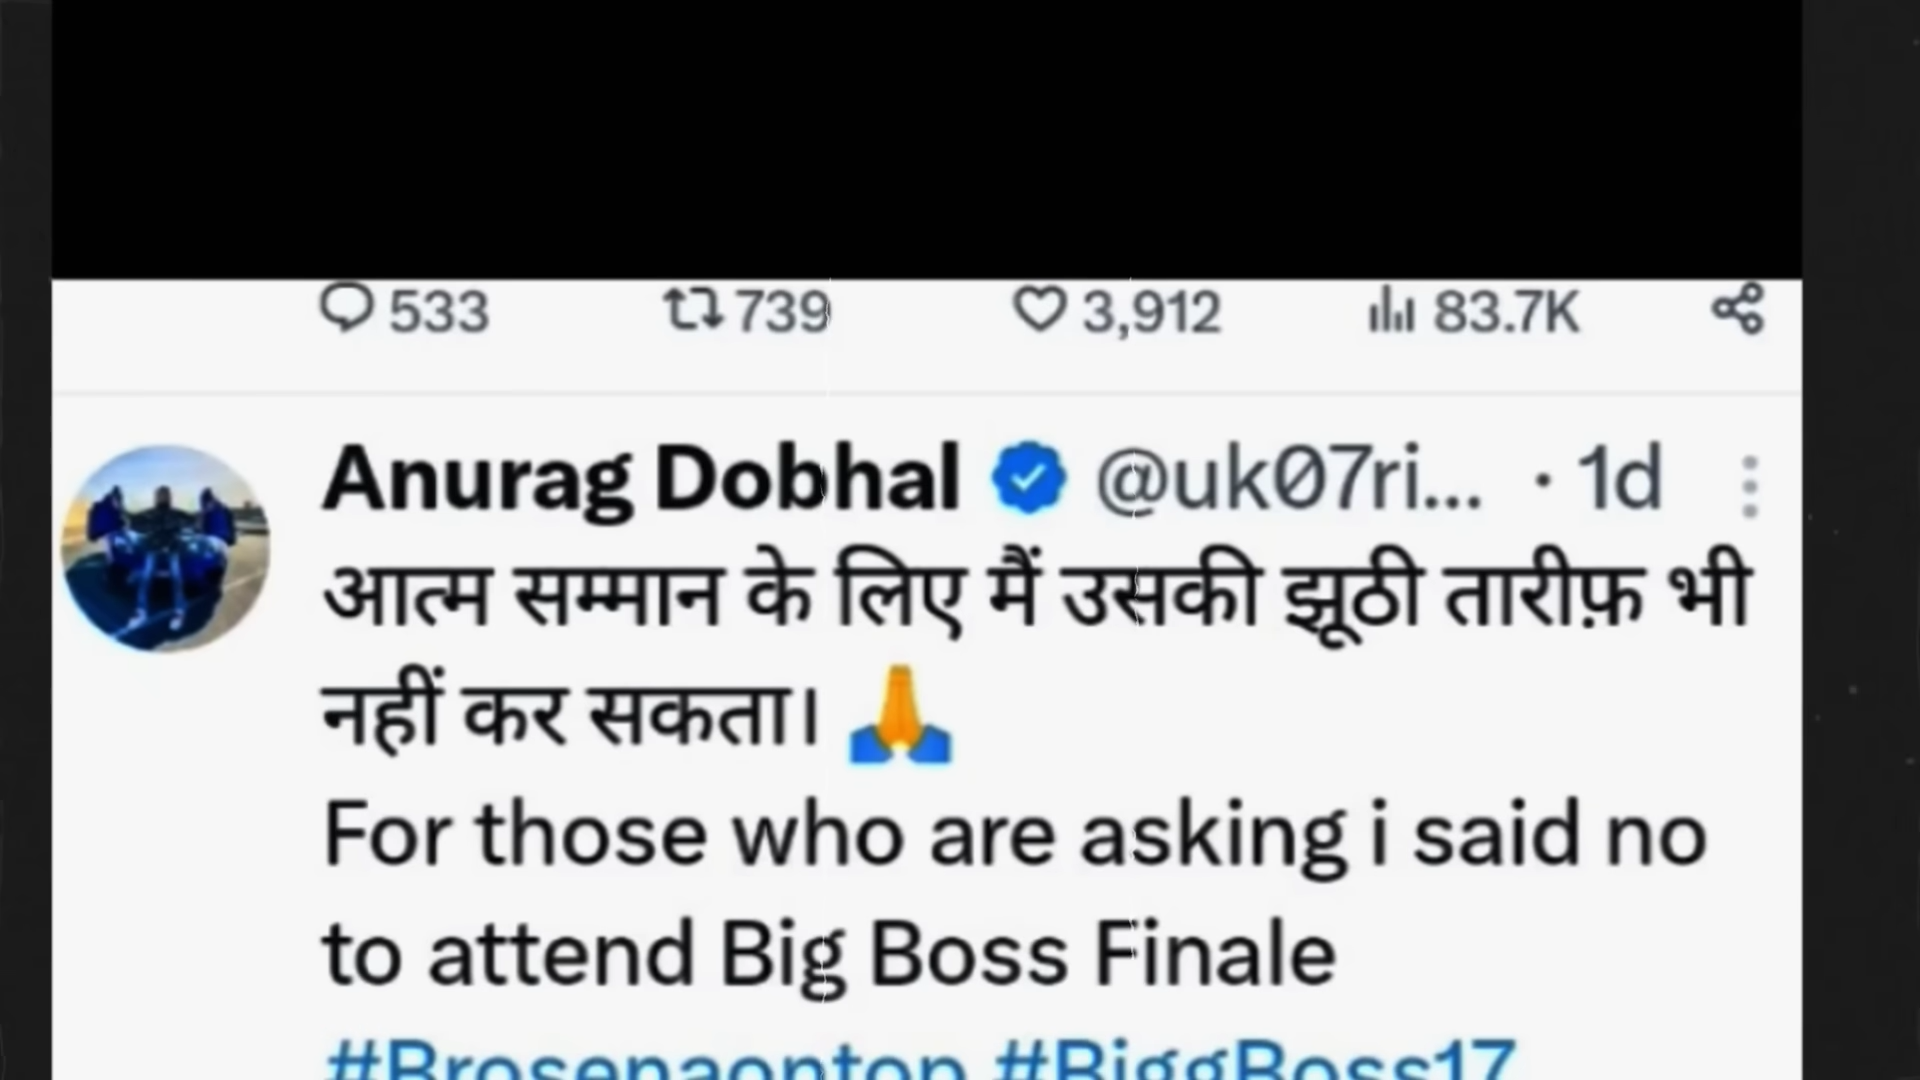 533 739 3,912 83.7K
Anurag Dobhal @uk07ri... · 1d
आत्म सम्मान के लिए मैं उसकी झूठी तारीफ़ भी
नहीं कर सकता। 🙏
For those who are asking i said no
to attend Big Boss Finale
#Brosenaontop #BiggBoss17